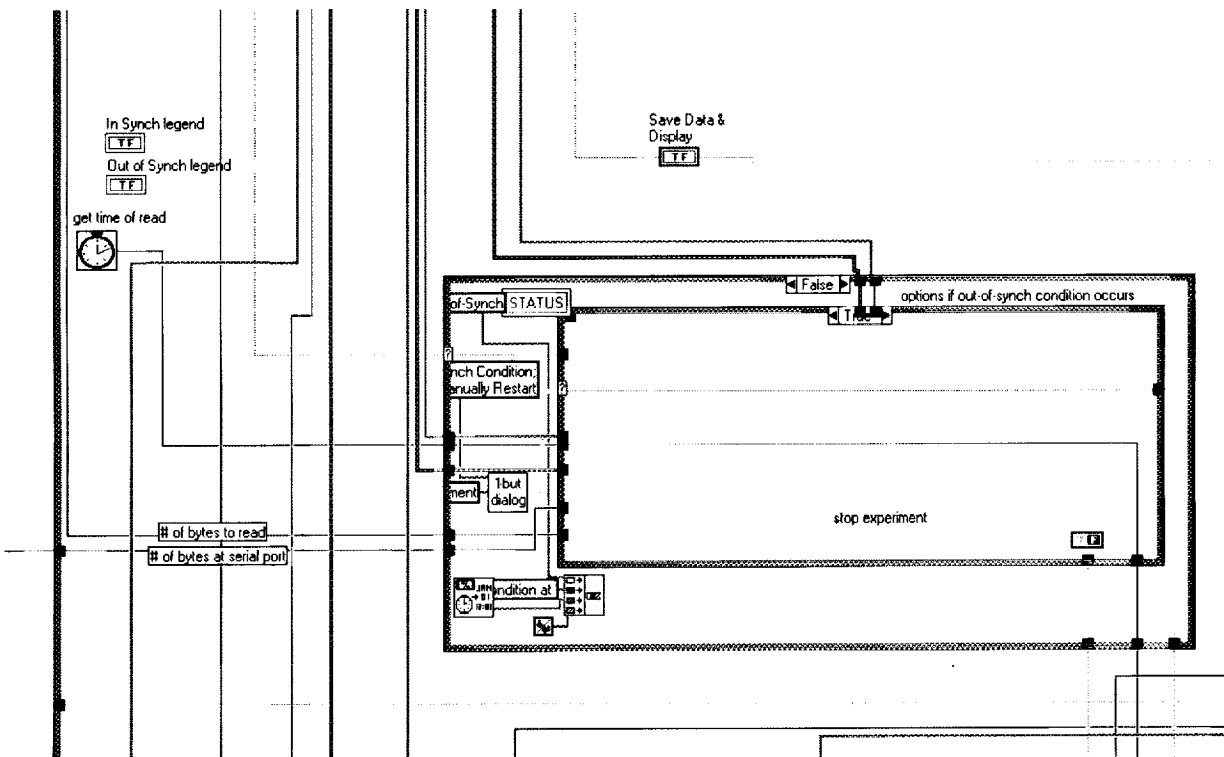 In Synch legend
TF
Out of Synch legend
TF
get time of read
Save Data &
Display
TF
False
options if out-of-synch condition occurs
of-Synch
STATUS
True
?
nch Condition;
anually Restart
?
ment
1-but
dialog
stop experiment
# of bytes to read
# of bytes at serial port
F
JAN
ondition at